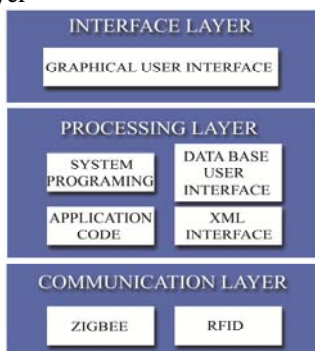 yer
INTERFACE LAYER
GRAPHICAL USER INTERFACE
PROCESSING LAYER
SYSTEM
PROGRAMING
DATA BASE
USER
INTERFACE
APPLICATION
CODE
XML
INTERFACE
COMMUNICATION LAYER
ZIGBEE
RFID